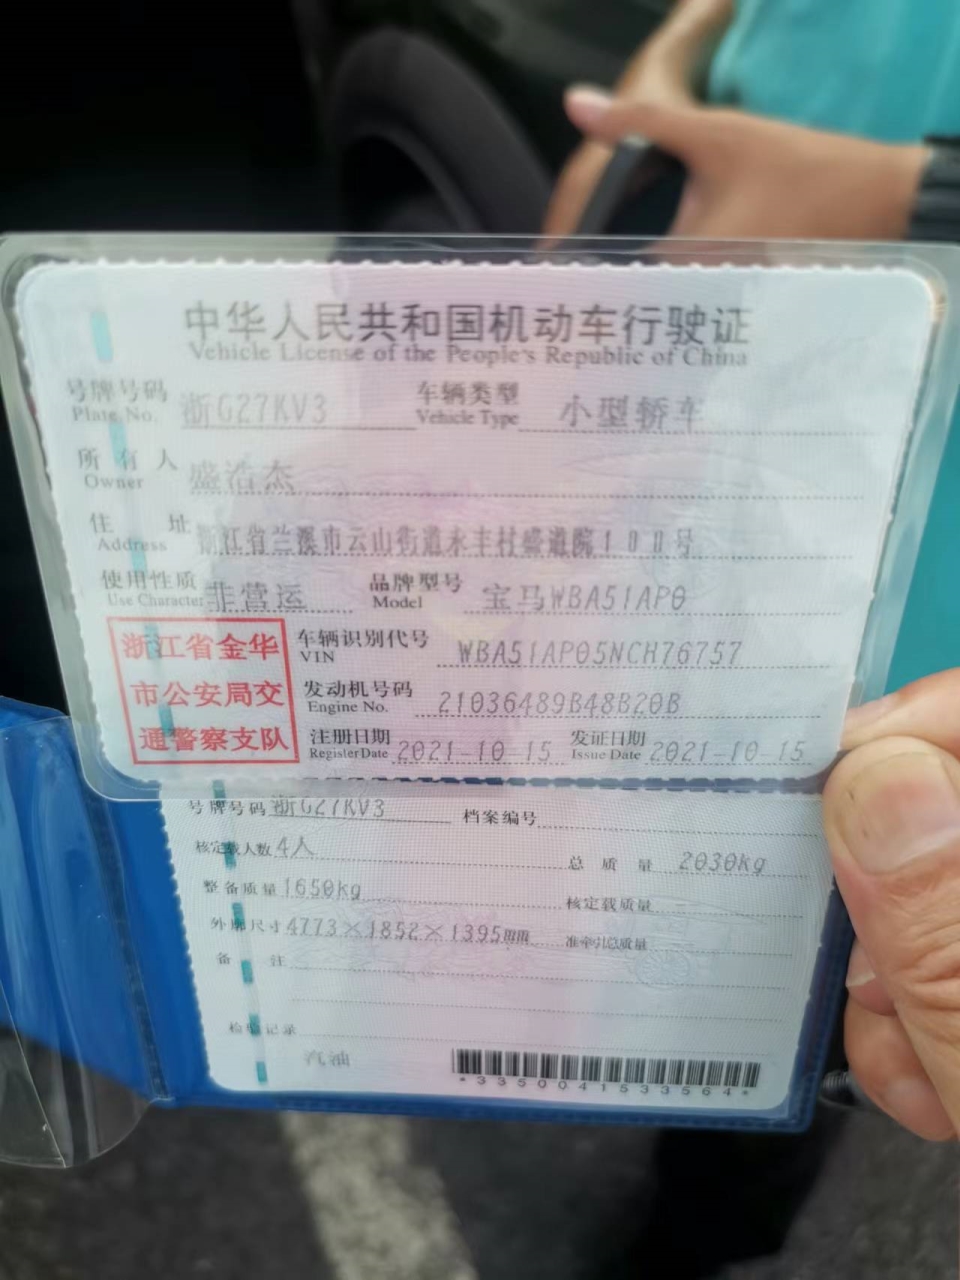 中华人民共和国机动车行驶证
Vehicle License of the People's Republic of China
号牌号码 浙G27KV3 车辆类型 小型轿车
Plate No. Vehicle Type
所有人 盛浩杰
Owner
住址 浙江省兰溪市云山街道永丰村盛道院100号
Address
使用性质 非营运 品牌型号 宝马WBA51AP0
Use Character Model
浙江省金华
市公安局交
通警察支队
车辆识别代号 WBA51AP05NCH76757
VIN
发动机号码 21036489B48B20B
Engine No.
注册日期 2021-10-15 发证日期 2021-10-15
Register Date Issue Date
号牌号码 浙G27KV3 档案编号
核定载人数 4人 总质量 2030kg
整备质量 1650kg 核定载质量
外廓尺寸 4773×1852×1395mm 准牵引总质量
备注
检验记录
汽油
*3350041533564*